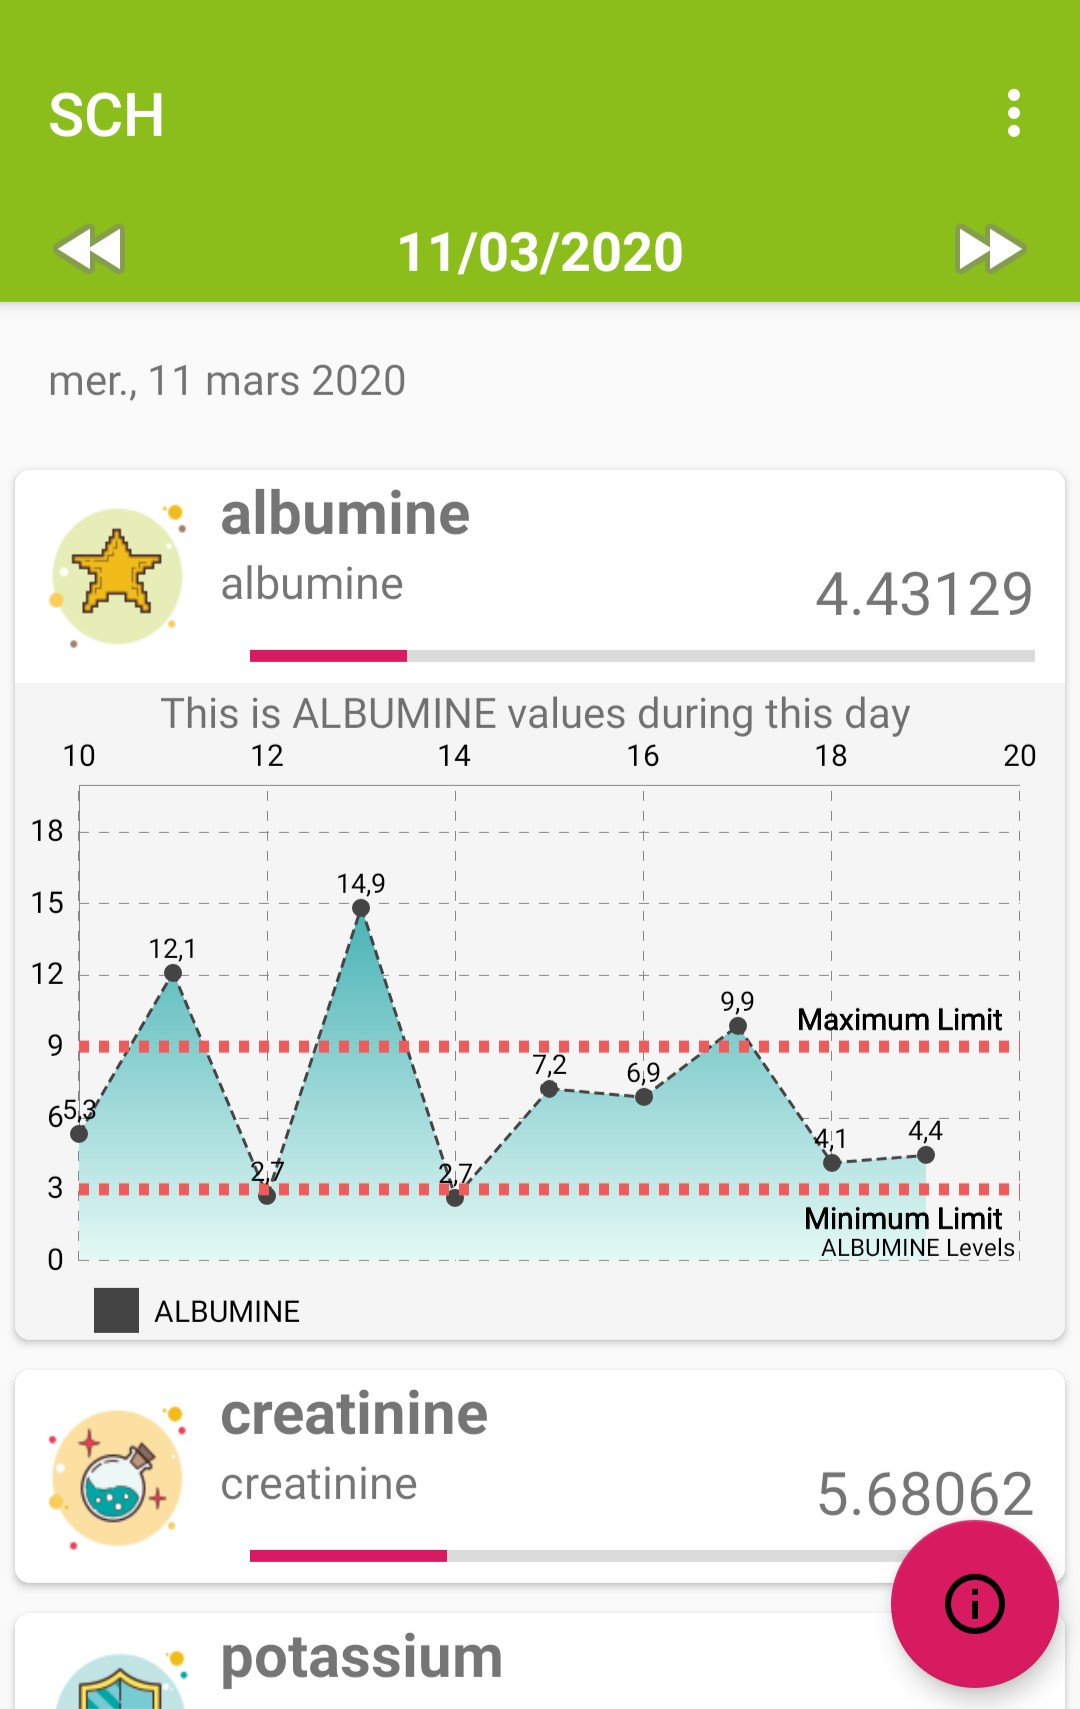 SCH
11/03/2020
mer., 11 mars 2020
albumine
albumine
4.43129
This is ALBUMINE values during this day
10 12 14 16 18 20
18
15
14,9
12
12,1
9,9
Maximum Limit
9
7,2
6,9
6
5,3
4,1
4,4
2,7
2,7
3
Minimum Limit
ALBUMINE Levels
0
ALBUMINE
creatinine
creatinine
5.68062
potassium